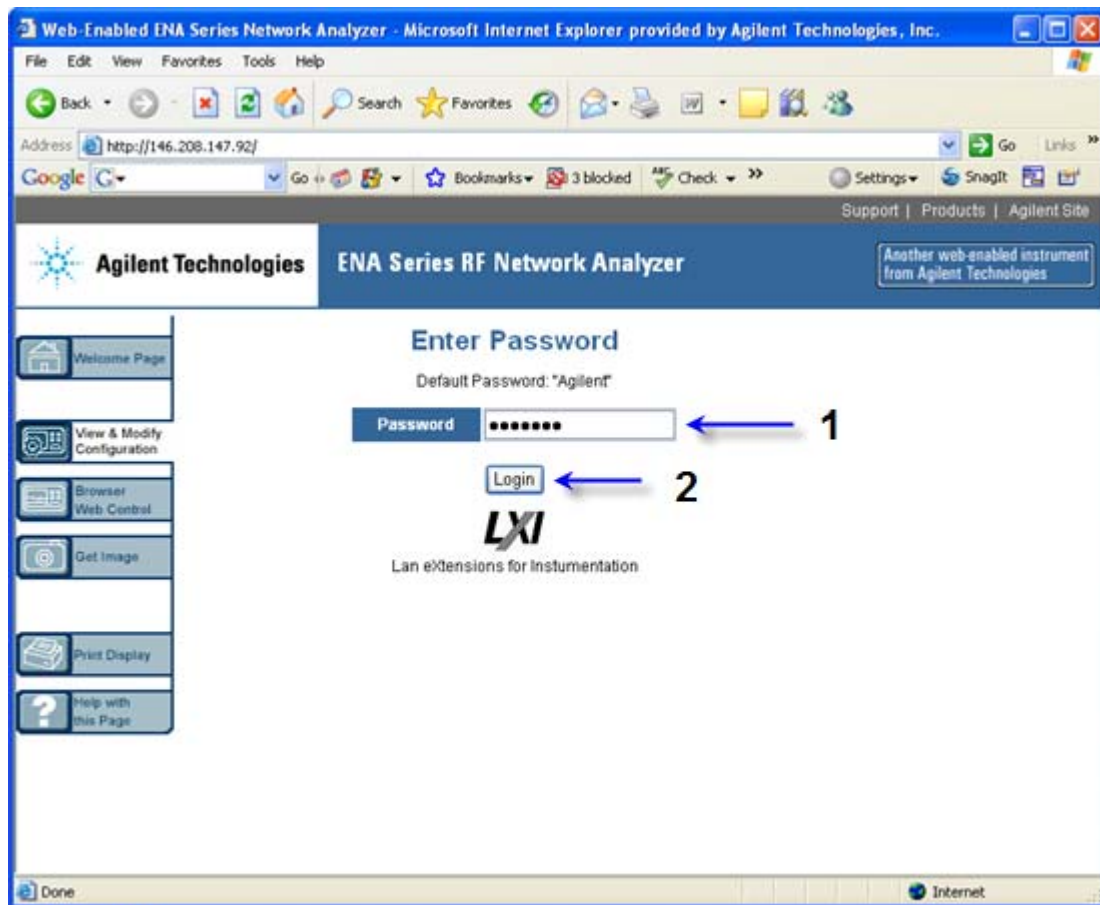 Web-Enabled ENA Series Network Analyzer - Microsoft Internet Explorer provided by Agilent Technologies, Inc.
File Edit View Favorites Tools Help
Back Search Favorites
Address http://146.208.147.92/ Go Links »
Google G Go Bookmarks 3 blocked ABC Check » Settings SnagIt
Support | Products | Agilent Site
Agilent Technologies ENA Series RF Network Analyzer
Another web-enabled instrument
from Agilent Technologies
Welcome Page
View & Modify
Configuration
Browser
Web Control
Get Image
Print Display
Help with
this Page
Enter Password
Default Password: "Agilent"
Password ●●●●●●● 1
Login 2
LXI
Lan eXtensions for Instumentation
Done Internet